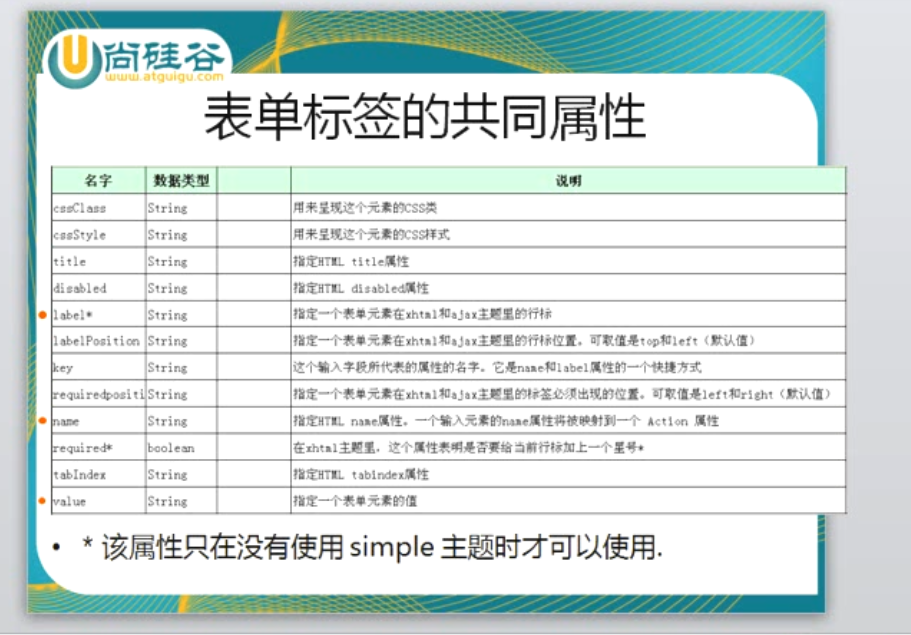 尚硅谷
www.atguigu.com
表单标签的共同属性
名字 数据类型 说明
cssClass String 用来呈现这个元素的CSS类
cssStyle String 用来呈现这个元素的CSS样式
title String 指定HTML title属性
disabled String 指定HTML disabled属性
label* String 指定一个表单元素在xhtml和ajax主题里的行标
labelPosition String 指定一个表单元素在xhtml和ajax主题里的行标位置。可取值是top和left（默认值）
key String 这个输入字段所代表的属性的名字。它是name和label属性的一个快捷方式
requiredpositi String 指定一个表单元素在xhtml和ajax主题里的标签必须出现的位置。可取值是left和right（默认值）
name String 指定HTML name属性。一个输入元素的name属性将被映射到一个 Action 属性
required* boolean 在xhtml主题里，这个属性表明是否要给当前行标加上一个星号*
tabIndex String 指定HTML tabindex属性
value String 指定一个表单元素的值
• * 该属性只在没有使用 simple 主题时才可以使用.